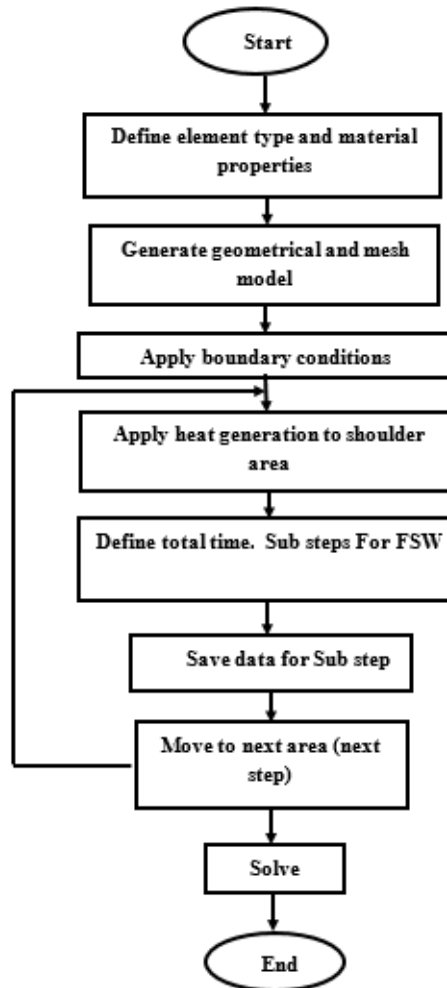 Start
Define element type and material
properties
Generate geometrical and mesh
model
Apply boundary conditions
Apply heat generation to shoulder
area
Define total time. Sub steps For FSW
Save data for Sub step
Move to next area (next
step)
Solve
End